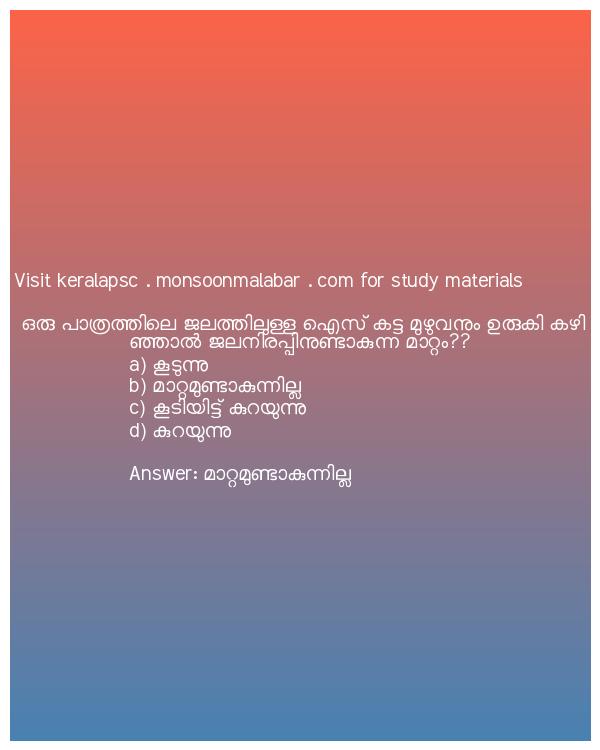 Visit keralapsc . monsoonmalabar . com for study materials
ഒരു പാത്രത്തിലെ ജലത്തിലുള്ള ഐസ് കട്ട മുഴുവനും ഉരുകി കഴി
ഞ്ഞാൽ ജലനിരപ്പിനുണ്ടാകുന്ന മാറ്റം??
a) കൂടുന്നു
b) മാറ്റമുണ്ടാകുന്നില്ല
c) കൂടിയിട്ട് കുറയുന്നു
d) കുറയുന്നു
Answer: മാറ്റമുണ്ടാകുന്നില്ല